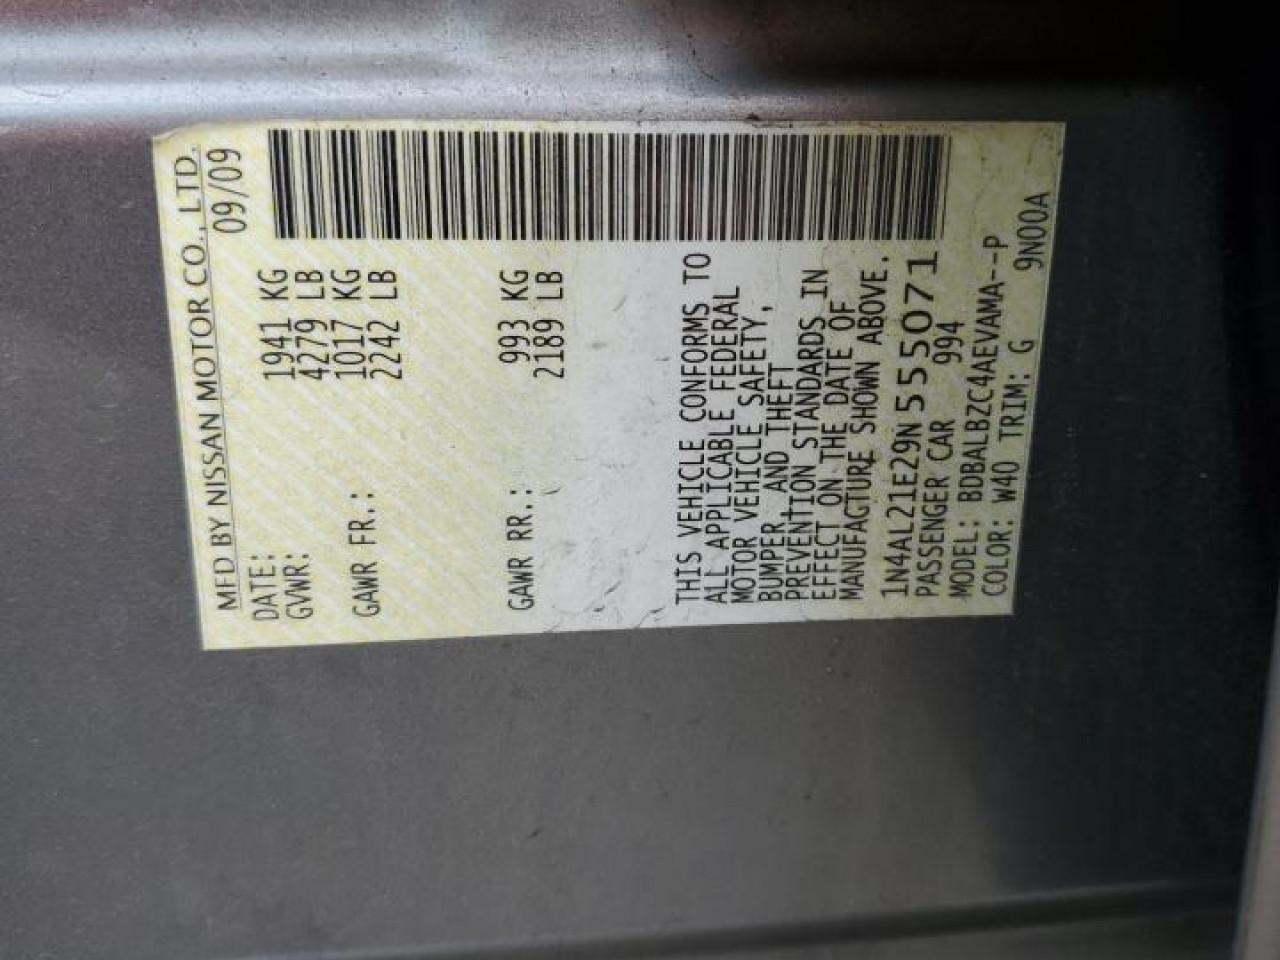 MFD BY NISSAN MOTOR CO., LTD.
DATE: 09/09
GVWR: 1941 KG
4279 LB
GAWR FR.: 1017 KG
2242 LB
GAWR RR.: 993 KG
2189 LB
THIS VEHICLE CONFORMS TO
ALL APPLICABLE FEDERAL
MOTOR VEHICLE SAFETY,
BUMPER, AND THEFT
PREVENTION STANDARDS IN
EFFECT ON THE DATE OF
MANUFACTURE SHOWN ABOVE.
1N4AL21E29N555071
PASSENGER CAR 994
MODEL: BDBALBZC4AEVAMA--P
COLOR: W40 TRIM: G 9N00A